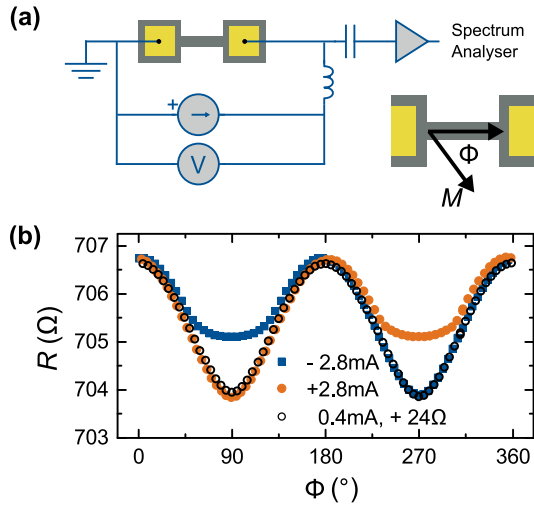 (a)
Spectrum
Analyser
+
V
Φ
M
(b)
707
706
705
704
703
R (Ω)
- 2.8mA
+2.8mA
0.4mA, + 24Ω
0 90 180 270 360
Φ (°)